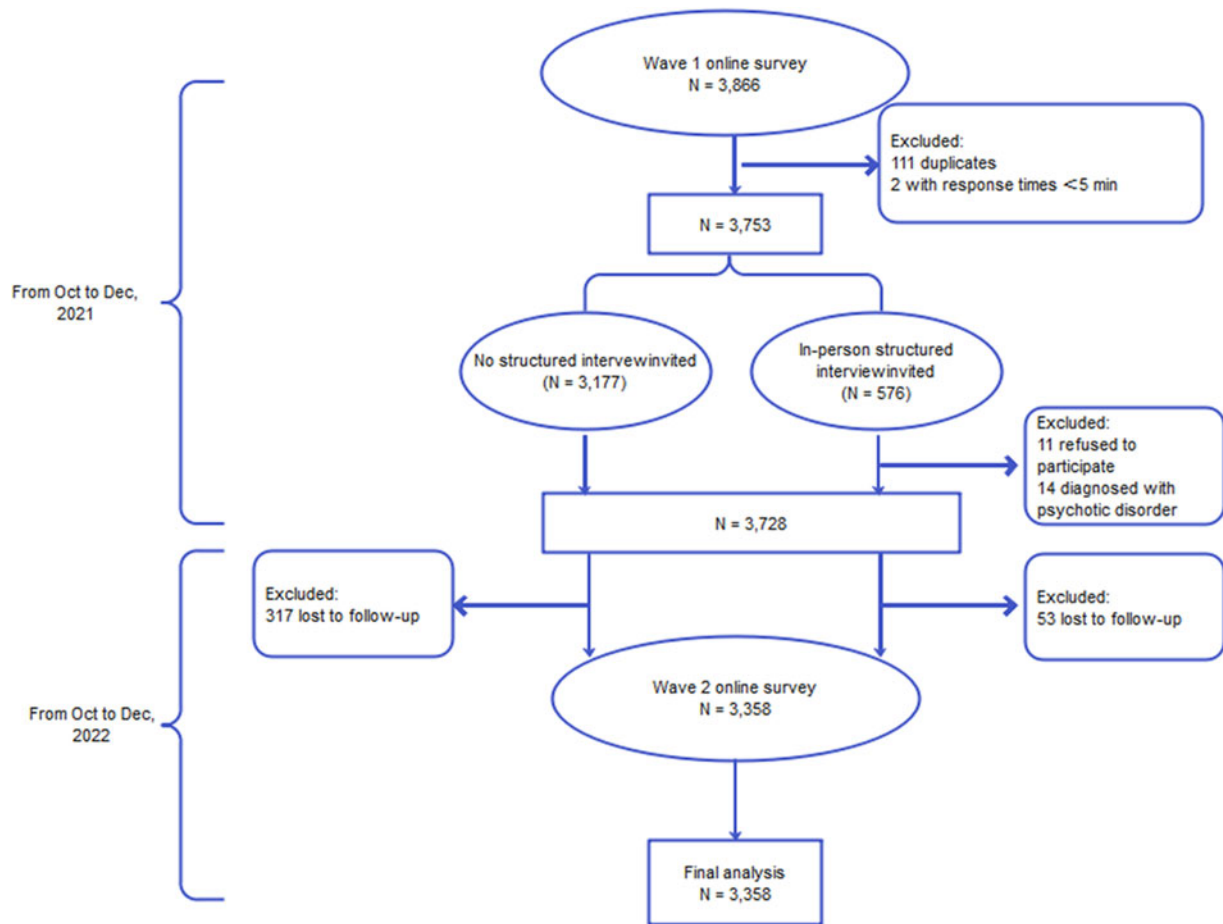 Wave 1 online survey
N = 3,866
Excluded:
111 duplicates
2 with response times <5 min
N = 3,753
From Oct to Dec,
2021
No structured intervewinvited
(N = 3,177)
In-person structured
interviewinvited
(N = 576)
Excluded:
11 refused to
participate
14 diagnosed with
psychotic disorder
N = 3,728
Excluded:
317 lost to follow-up
Excluded:
53 lost to follow-up
Wave 2 online survey
N = 3,358
From Oct to Dec,
2022
Final analysis
N = 3,358